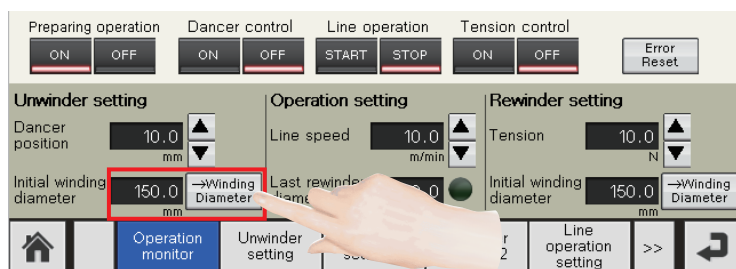 Preparing operation
Dancer control
Line operation
Tension control
ON
OFF
ON
OFF
START
STOP
ON
OFF
Error
Reset
Unwinder setting
Operation setting
Rewinder setting
Dancer
position
10.0
mm
Line speed
10.0
m/min
Tension
10.0
N
Initial winding
diameter
150.0
mm
→Winding
Diameter
Last rewinder
Initial winding
diameter
150.0
mm
→Winding
Diameter
Operation
monitor
Unwinder
setting
Line
operation
setting
>>